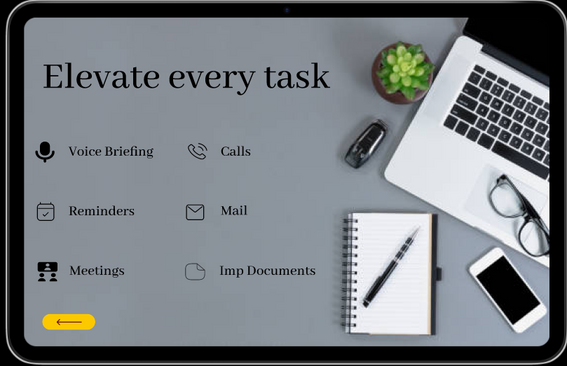 Elevate every task
Voice Briefing
Calls
Reminders
Mail
Meetings
Imp Documents